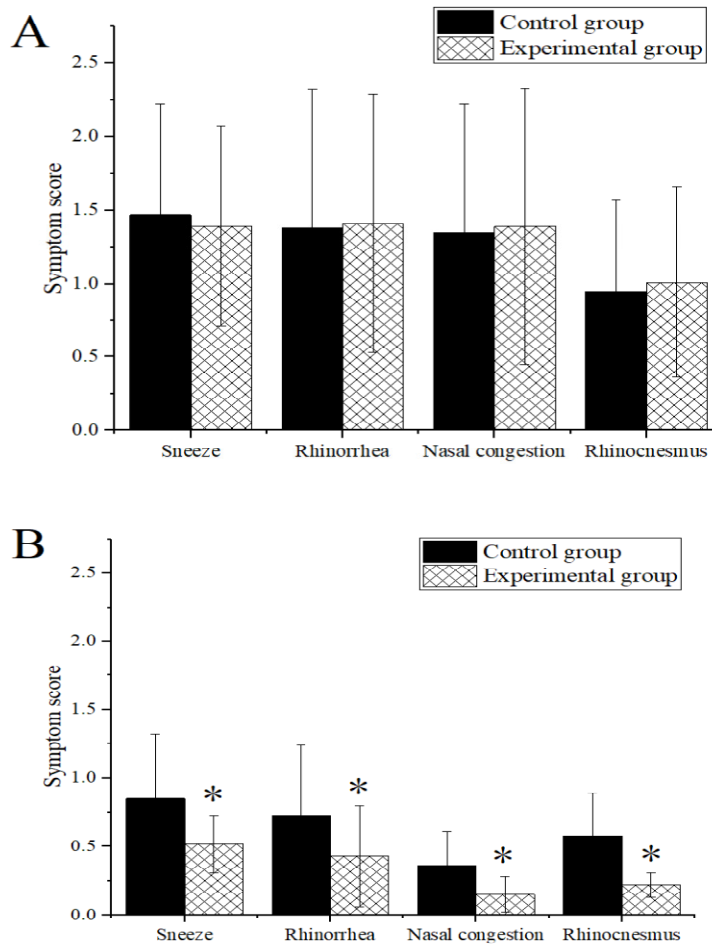 A
Control group
Experimental group
Symptom score
2.5
2.0
1.5
1.0
0.5
0.0
Sneeze Rhinorrhea Nasal congestion Rhinocnesmus
B
Control group
Experimental group
Symptom score
2.5
2.0
1.5
1.0
0.5
0.0
* * * *
Sneeze Rhinorrhea Nasal congestion Rhinocnesmus